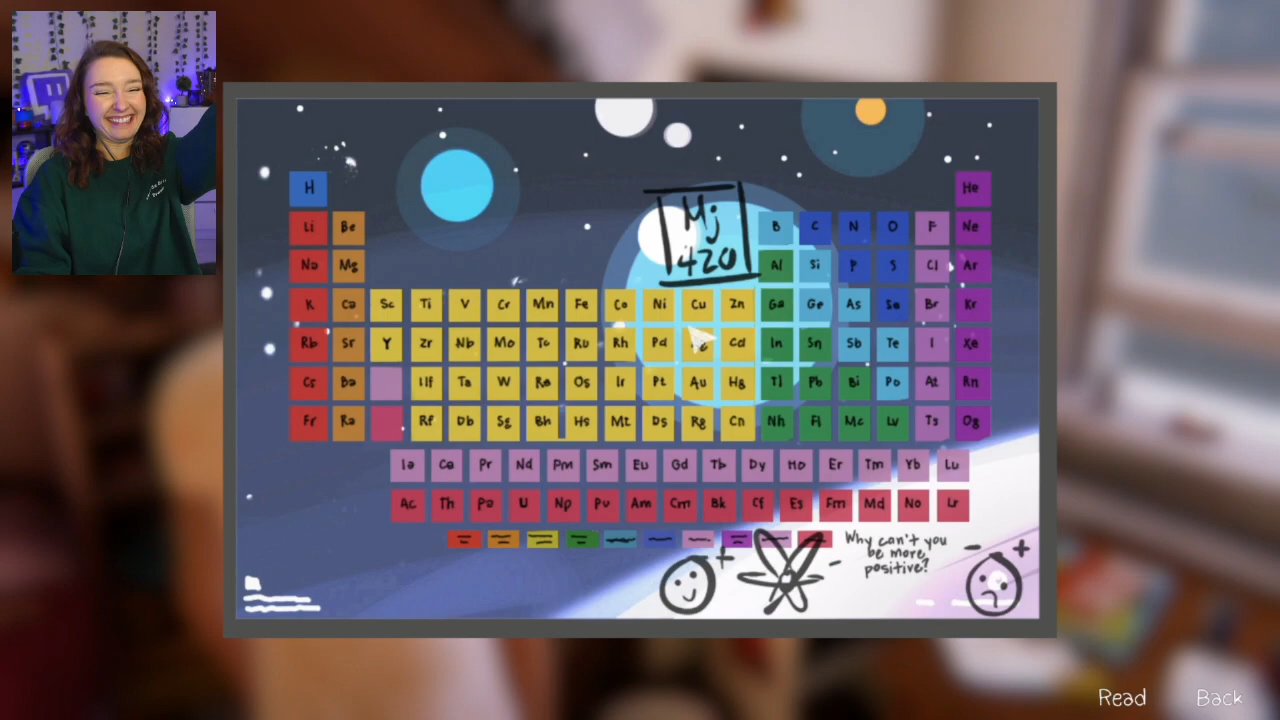 Mj
420
H He
Li Be B C N O F Ne
Na Mg Al Si P S Cl Ar
K Ca Sc Ti V Cr Mn Fe Co Ni Cu Zn Ga Ge As Se Br Kr
Rb Sr Y Zr Nb Mo Tc Ru Rh Pd Cd In Sn Sb Te I Xe
Cs Ba Hf Ta W Re Os Ir Pt Au Hg Tl Pb Bi Po At Rn
Fr Ra Rf Db Sg Bh Hs Mt Ds Rg Cn Nh Fl Mc Lv Ts Og
la Ce Pr Nd Pm Sm Eu Gd Tb Dy Ho Er Tm Yb Lu
Ac Th Pa U Np Pu Am Cm Bk Cf Es Fm Md No Lr
Why can't you
be more
positive?
+ - - +
Read Back